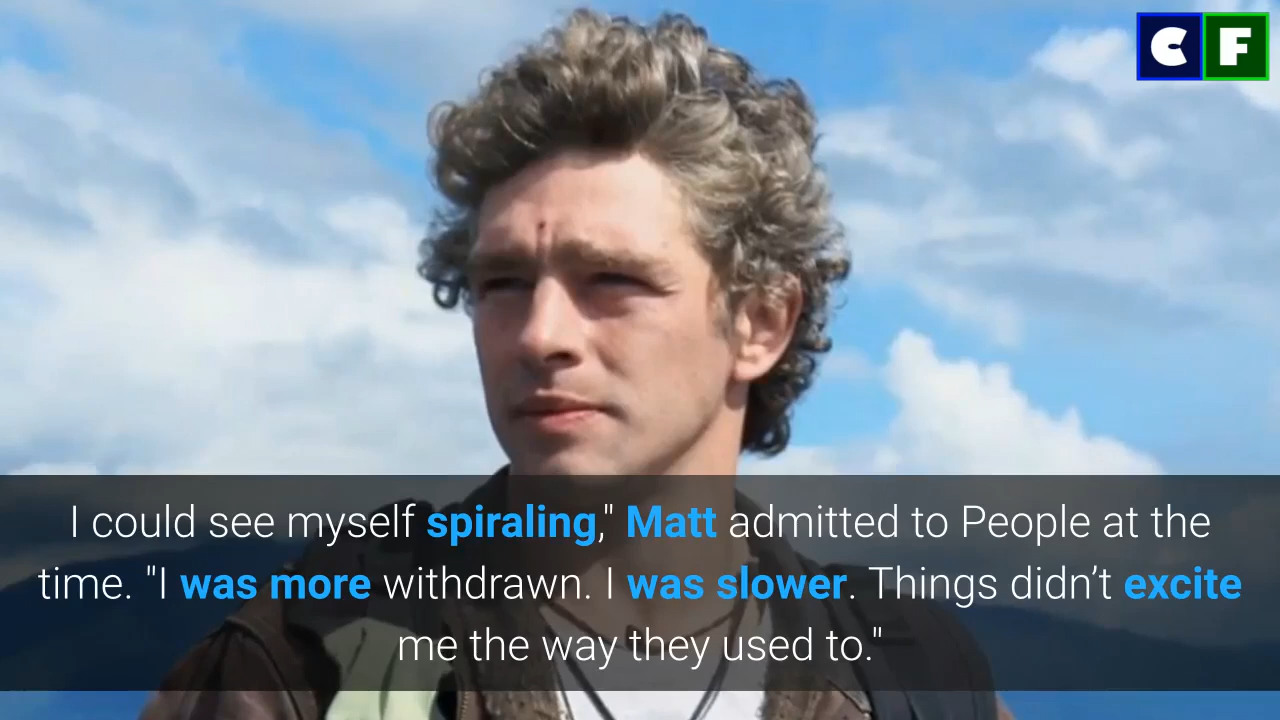 CF
I could see myself spiraling," Matt admitted to People at the
time. "I was more withdrawn. I was slower. Things didn’t excite
me the way they used to."